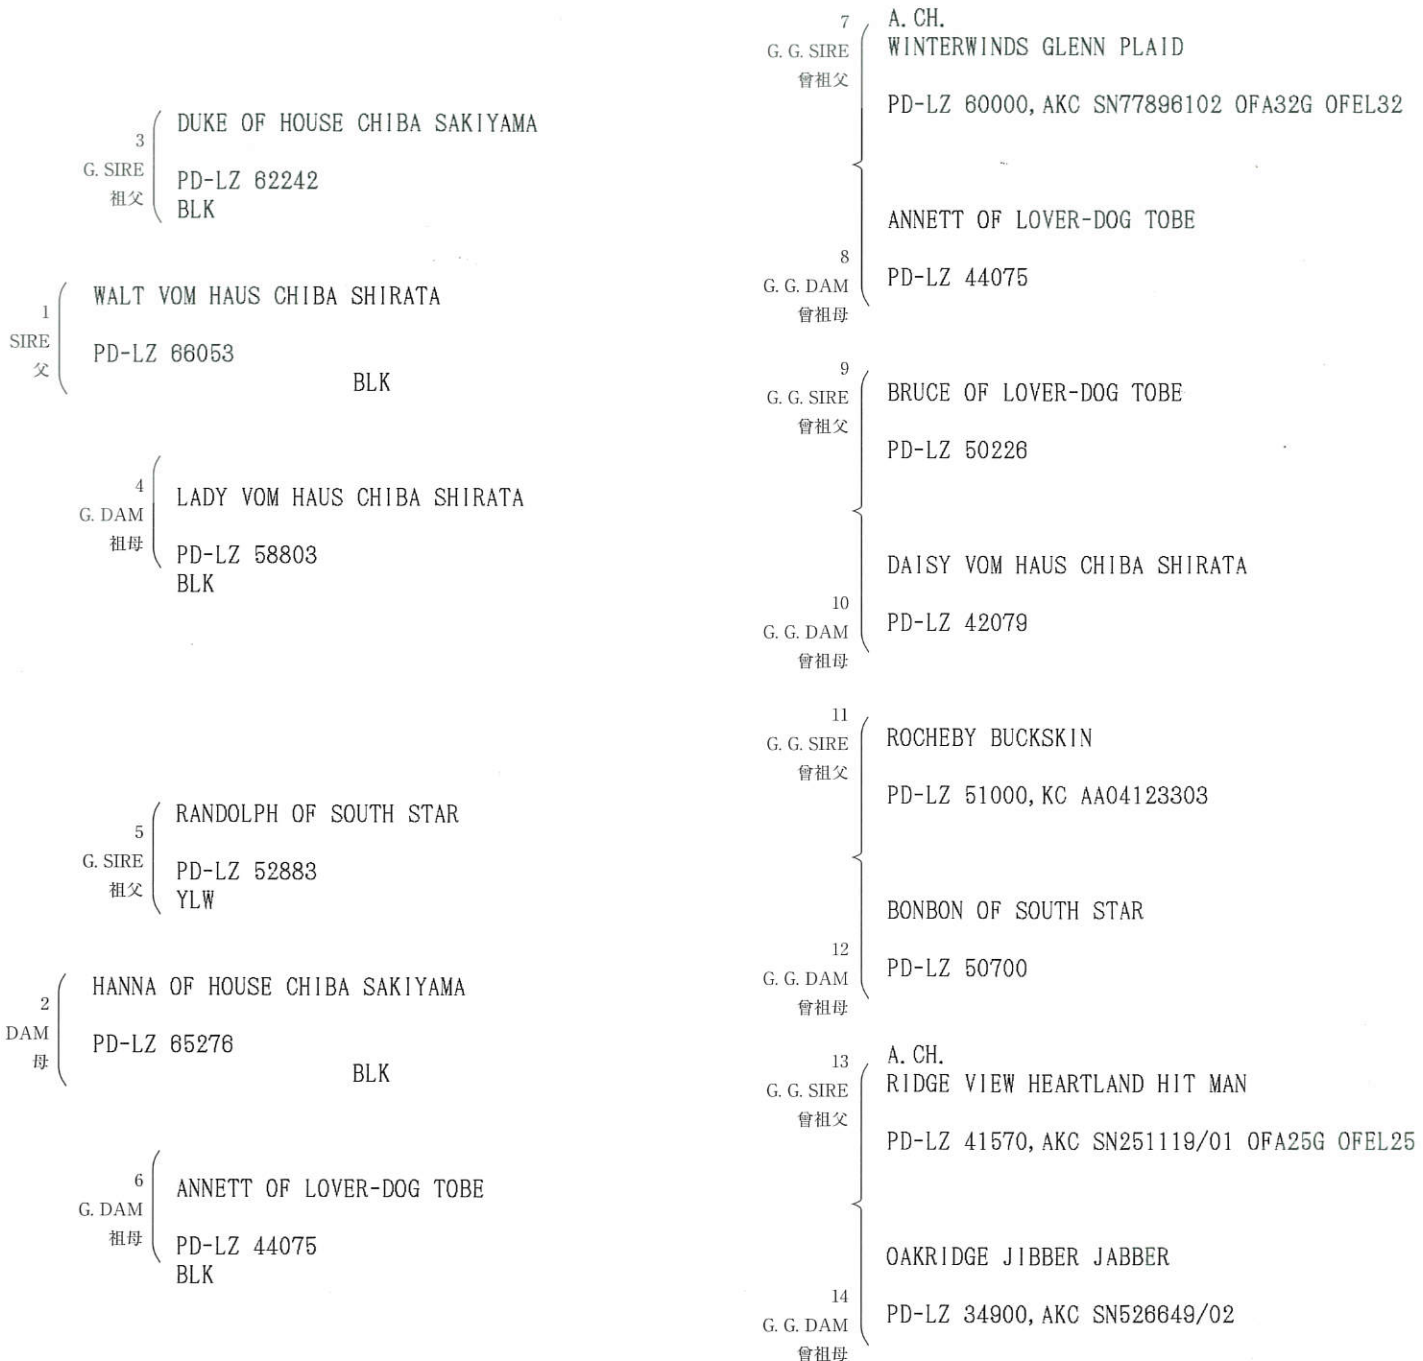 1
SIRE
父
WALT VOM HAUS CHIBA SHIRATA
PD-LZ 66053
BLK
2
DAM
母
HANNA OF HOUSE CHIBA SAKIYAMA
PD-LZ 65276
BLK
3
G. SIRE
祖父
DUKE OF HOUSE CHIBA SAKIYAMA
PD-LZ 62242
BLK
4
G. DAM
祖母
LADY VOM HAUS CHIBA SHIRATA
PD-LZ 58803
BLK
5
G. SIRE
祖父
RANDOLPH OF SOUTH STAR
PD-LZ 52883
YLW
6
G. DAM
祖母
ANNETT OF LOVER-DOG TOBE
PD-LZ 44075
BLK
7
G. G. SIRE
曾祖父
A. CH.
WINTERWINDS GLENN PLAID
PD-LZ 60000, AKC SN77896102 OFA32G OFEL32
8
G. G. DAM
曾祖母
ANNETT OF LOVER-DOG TOBE
PD-LZ 44075
9
G. G. SIRE
曾祖父
BRUCE OF LOVER-DOG TOBE
PD-LZ 50226
10
G. G. DAM
曾祖母
DAISY VOM HAUS CHIBA SHIRATA
PD-LZ 42079
11
G. G. SIRE
曾祖父
ROCHEBY BUCKSKIN
PD-LZ 51000, KC AA04123303
12
G. G. DAM
曾祖母
BONBON OF SOUTH STAR
PD-LZ 50700
13
G. G. SIRE
曾祖父
A. CH.
RIDGE VIEW HEARTLAND HIT MAN
PD-LZ 41570, AKC SN251119/01 OFA25G OFEL25
14
G. G. DAM
曾祖母
OAKRIDGE JIBBER JABBER
PD-LZ 34900, AKC SN526649/02